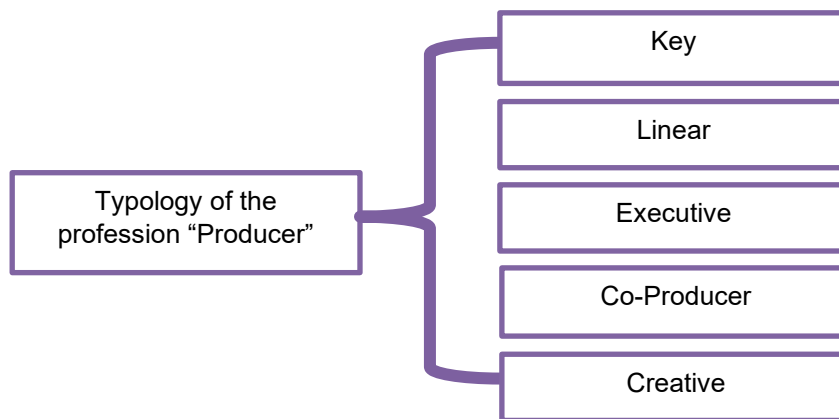 Typology of the
profession “Producer”
Key
Linear
Executive
Co-Producer
Creative